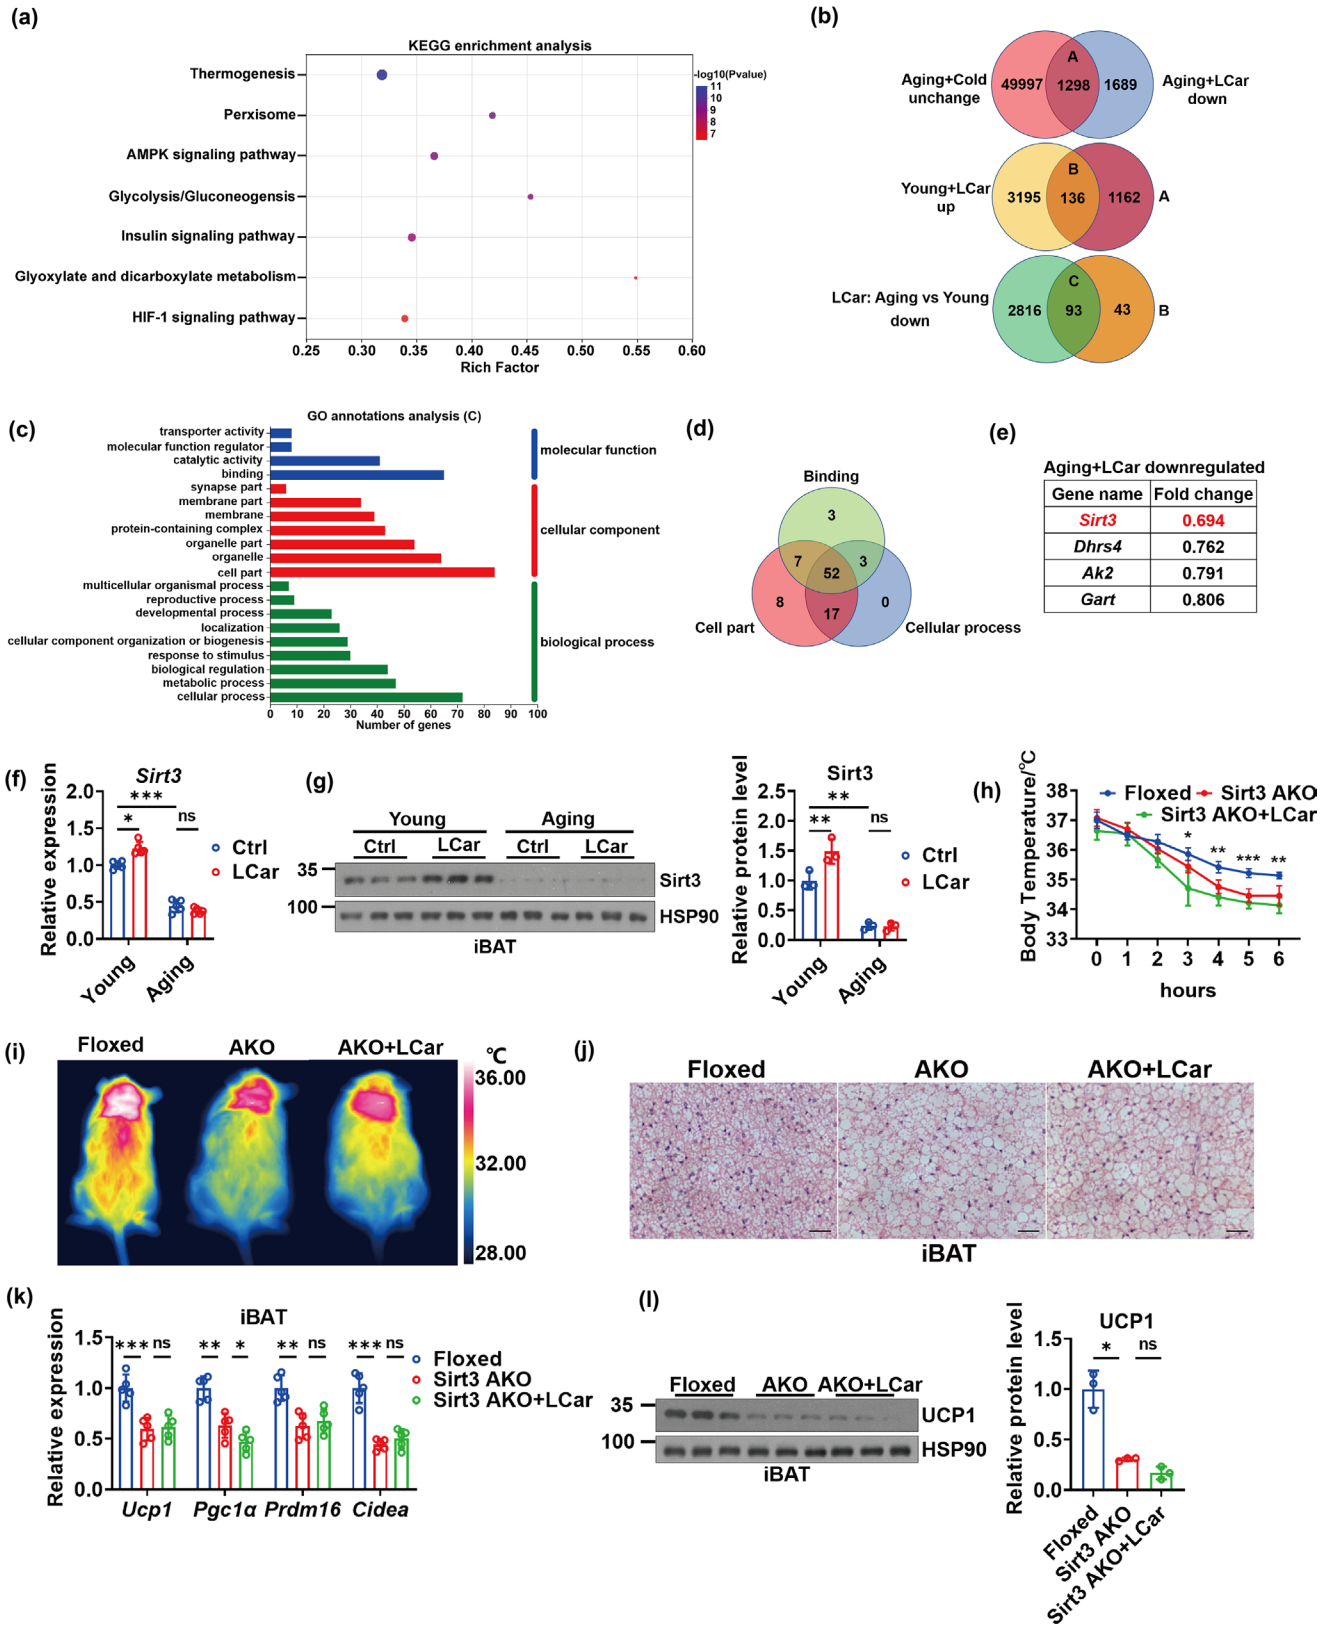 (a)
KEGG enrichment analysis
Thermogenesis
Perxisome
AMPK signaling pathway
Glycolysis/Gluconeogensis
Insulin signaling pathway
Glyoxylate and dicarboxylate metabolism
HIF-1 signaling pathway
0.25 0.30 0.35 0.40 0.45 0.50 0.55 0.60
Rich Factor
-log10(Pvalue)
11
10
9
8
7
(b)
Aging+Cold
unchange
49997
A
1298
1689
Aging+LCar
down
Young+LCar
up
3195
B
136
1162
A
LCar: Aging vs Young
down
2816
C
93
43
B
(c)
GO annotations analysis (C)
transporter activity
molecular function regulator
catalytic activity
binding
synapse part
membrane part
membrane
protein-containing complex
organelle part
organelle
cell part
multicellular organismal process
reproductive process
developmental process
localization
cellular component organization or biogenesis
response to stimulus
biological regulation
metabolic process
cellular process
molecular function
cellular component
biological process
0 10 20 30 40 50 60 70 80 90 100
Number of genes
(d)
Binding
3
7
3
52
8
0
17
Cell part
Cellular process
(e)
Aging+LCar downregulated
Gene name Fold change
Sirt3 0.694
Dhrs4 0.762
Ak2 0.791
Gart 0.806
(f)
Sirt3
Relative expression
2.0
1.5
1.0
0.5
0.0
***
*
ns
Young
Aging
Ctrl
LCar
(g)
Young
Aging
Ctrl
LCar
Ctrl
LCar
35
100
Sirt3
HSP90
iBAT
Sirt3
Relative protein level
2.5
2.0
1.5
1.0
0.5
0.0
**
**
ns
Young
Aging
Ctrl
LCar
(h)
Body Temperature/°C
38
37
36
35
34
33
Floxed
Sirt3 AKO
Sirt3 AKO+LCar
*
**
***
**
0 1 2 3 4 5 6
hours
(i)
Floxed
AKO
AKO+LCar
℃
36.00
32.00
28.00
(j)
Floxed
AKO
AKO+LCar
iBAT
(k)
iBAT
Relative expression
1.5
1.0
0.5
0.0
*** ns
** *
** ns
*** ns
Ucp1 Pgc1α Prdm16 Cidea
Floxed
Sirt3 AKO
Sirt3 AKO+LCar
(l)
Floxed
AKO
AKO+LCar
35
100
UCP1
HSP90
iBAT
UCP1
Relative protein level
1.5
1.0
0.5
0.0
*
ns
Floxed
Sirt3 AKO
Sirt3 AKO+LCar